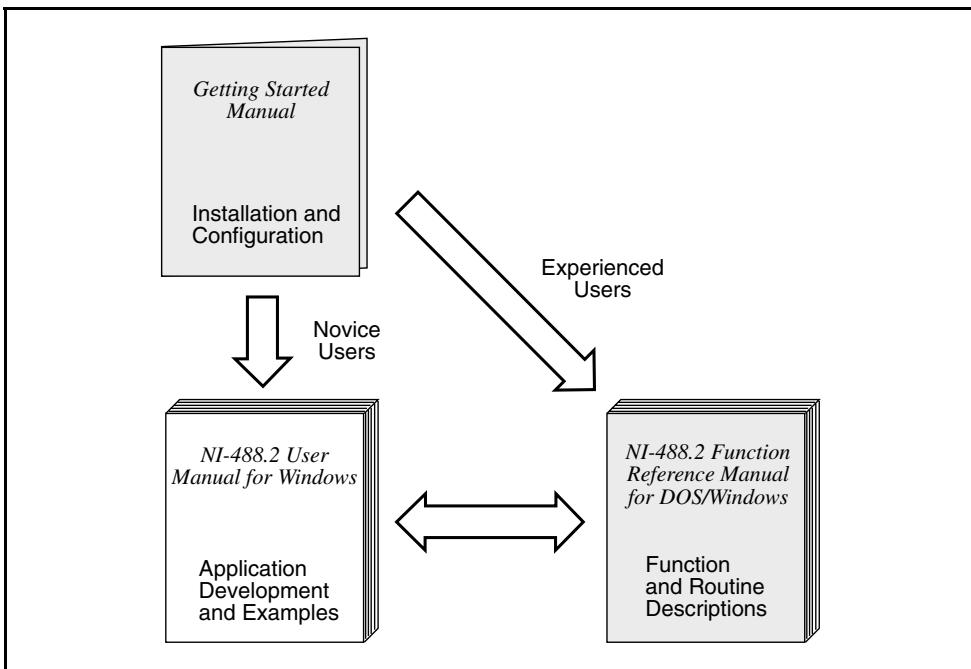 Getting Started
Manual
Installation and
Configuration
Experienced
Users
Novice
Users
NI-488.2 User
Manual for Windows
Application
Development
and Examples
NI-488.2 Function
Reference Manual
for DOS/Windows
Function
and Routine
Descriptions